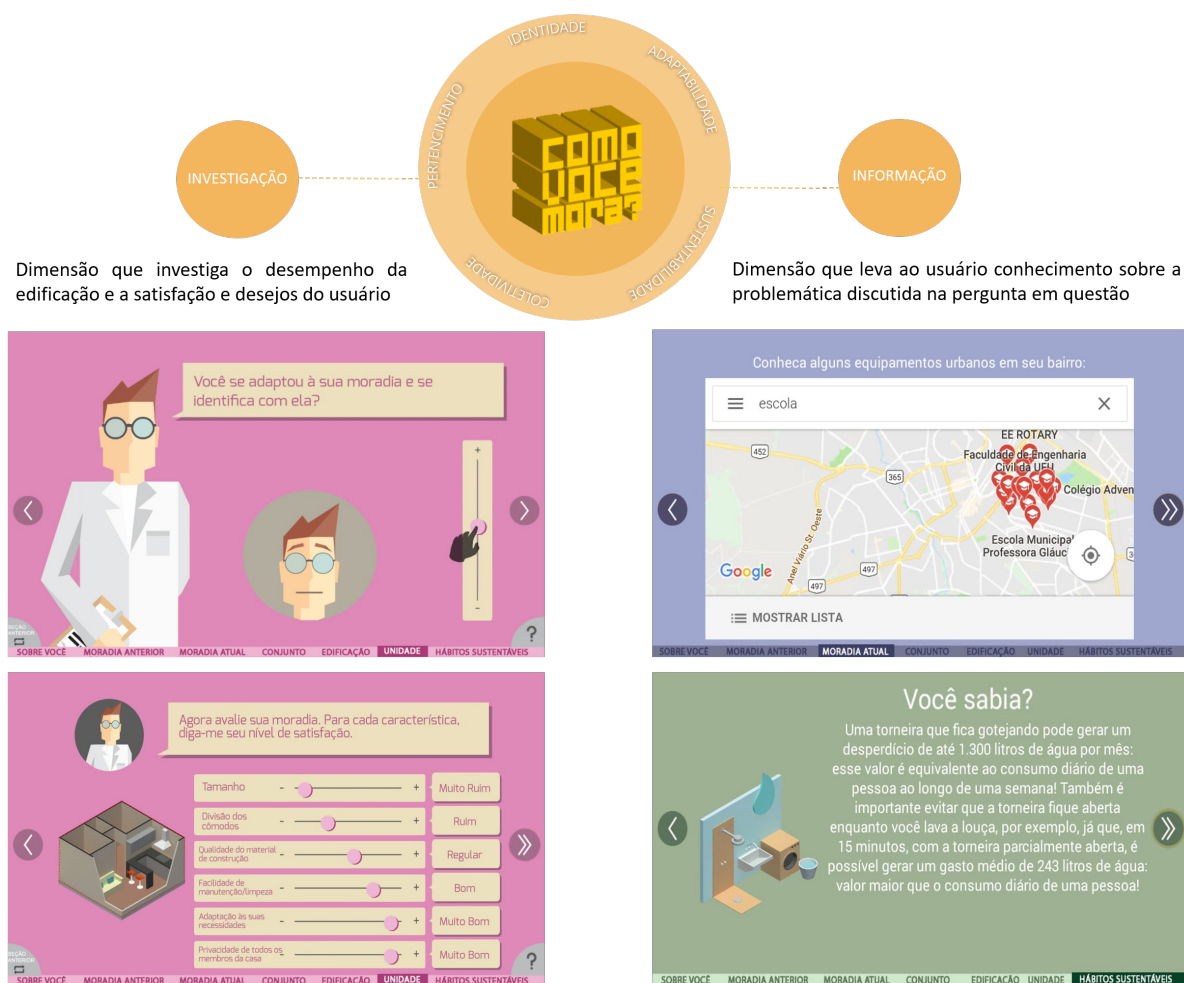 IDENTIDADE
ADAPTABILIDADE
PERTENCIMENTO
SUSTENTABILIDADE
COLETIVIDADE
COMO
VOCÊ
MORA?
INVESTIGAÇÃO
INFORMAÇÃO
Dimensão que investiga o desempenho da
edificação e a satisfação e desejos do usuário
Dimensão que leva ao usuário conhecimento sobre a
problemática discutida na pergunta em questão
Você se adaptou à sua moradia e se
identifica com ela?
+
-
SEÇÃO
ANTERIOR
?
SOBRE VOCÊ MORADIA ANTERIOR MORADIA ATUAL CONJUNTO EDIFICAÇÃO UNIDADE HÁBITOS SUSTENTÁVEIS
Conheca alguns equipamentos urbanos em seu bairro:
escola
452
365
497
497
3
Anel Viário St. Oeste
EE ROTARY
Faculdade de Engenharia
Civil da UFU
Colégio Adven
Escola Municipal
Professora Gláuc
Google
MOSTRAR LISTA
SOBRE VOCÊ MORADIA ANTERIOR MORADIA ATUAL CONJUNTO EDIFICAÇÃO UNIDADE HÁBITOS SUSTENTÁVEIS
Agora avalie sua moradia. Para cada característica,
diga-me seu nível de satisfação.
Tamanho - + Muito Ruim
Divisão dos
cômodos - + Ruim
Qualidade do material
de construção - + Regular
Facilidade de
manutenção/limpeza - + Bom
Adaptação às suas
necessidades - + Muito Bom
Privacidade de todos os
membros da casa - + Muito Bom
SEÇÃO
ANTERIOR
?
SOBRE VOCÊ MORADIA ANTERIOR MORADIA ATUAL CONJUNTO EDIFICAÇÃO UNIDADE HÁBITOS SUSTENTÁVEIS
Você sabia?
Uma torneira que fica gotejando pode gerar um
desperdício de até 1.300 litros de água por mês:
esse valor é equivalente ao consumo diário de uma
pessoa ao longo de uma semana! Também é
importante evitar que a torneira fique aberta
enquanto você lava a louça, por exemplo, já que, em
15 minutos, com a torneira parcialmente aberta, é
possível gerar um gasto médio de 243 litros de água:
valor maior que o consumo diário de uma pessoa!
SOBRE VOCÊ MORADIA ANTERIOR MORADIA ATUAL CONJUNTO EDIFICAÇÃO UNIDADE HÁBITOS SUSTENTÁVEIS